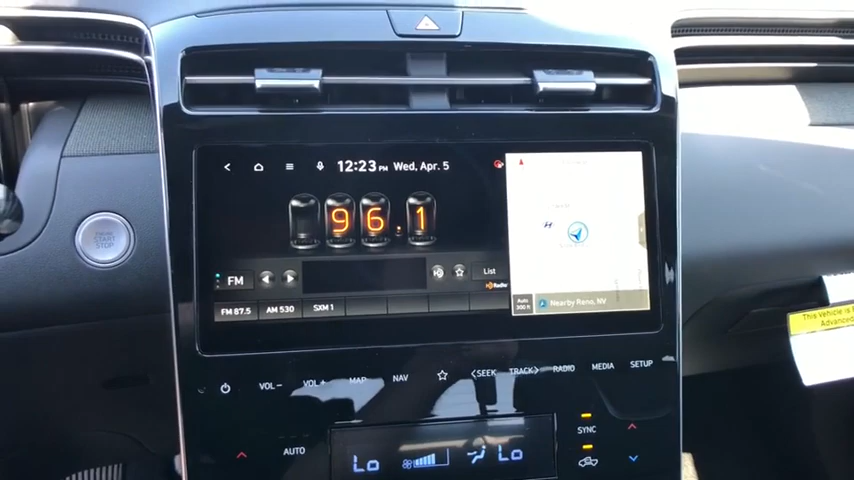 12:23 PM Wed, Apr. 5
96.1
ENGINE START STOP
FM
List
HD Radio
FM 87.5 AM 530 SXM 1
Auto 300 ft
Nearby Reno, NV
VOL- VOL+ MAP NAV <SEEK TRACK> RADIO MEDIA SETUP
AUTO
Lo
Lo
SYNC
This Vehicle is
Advanced